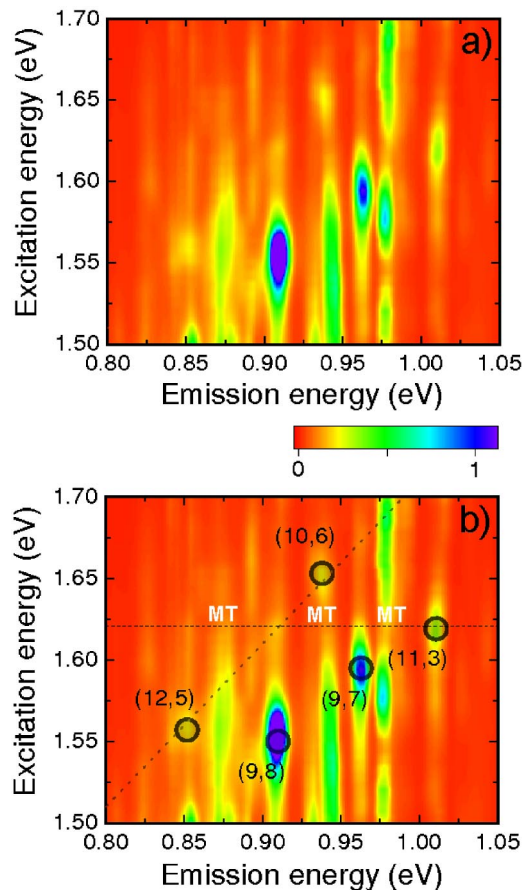 a)
Excitation energy (eV)
1.70
1.65
1.60
1.55
1.50
0.80 0.85 0.90 0.95 1.00 1.05
Emission energy (eV)
0 1
b)
Excitation energy (eV)
1.70
1.65
1.60
1.55
1.50
(10,6)
MT MT MT
(11,3)
(12,5) (9,7)
(9,8)
0.80 0.85 0.90 0.95 1.00 1.05
Emission energy (eV)